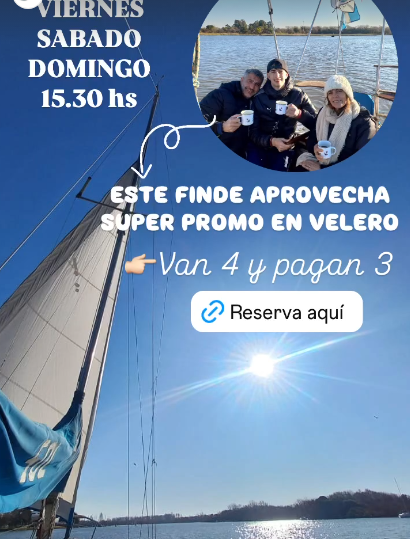 VIERNES
SABADO
DOMINGO
15.30 hs
ESTE FINDE APROVECHA
SUPER PROMO EN VELERO
Van 4 y pagan 3
Reserva aquí